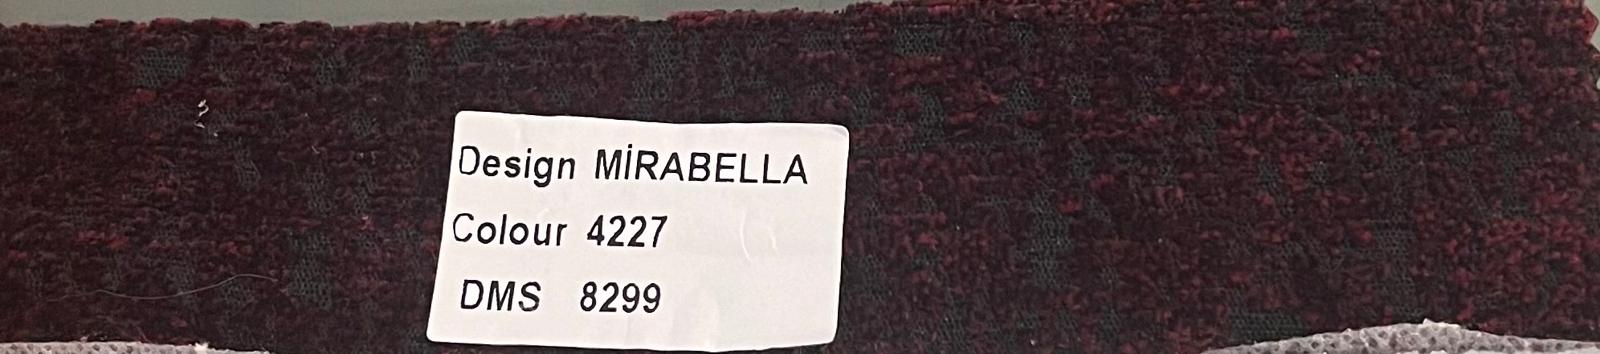 Design MİRABELLA
Colour 4227
DMS 8299